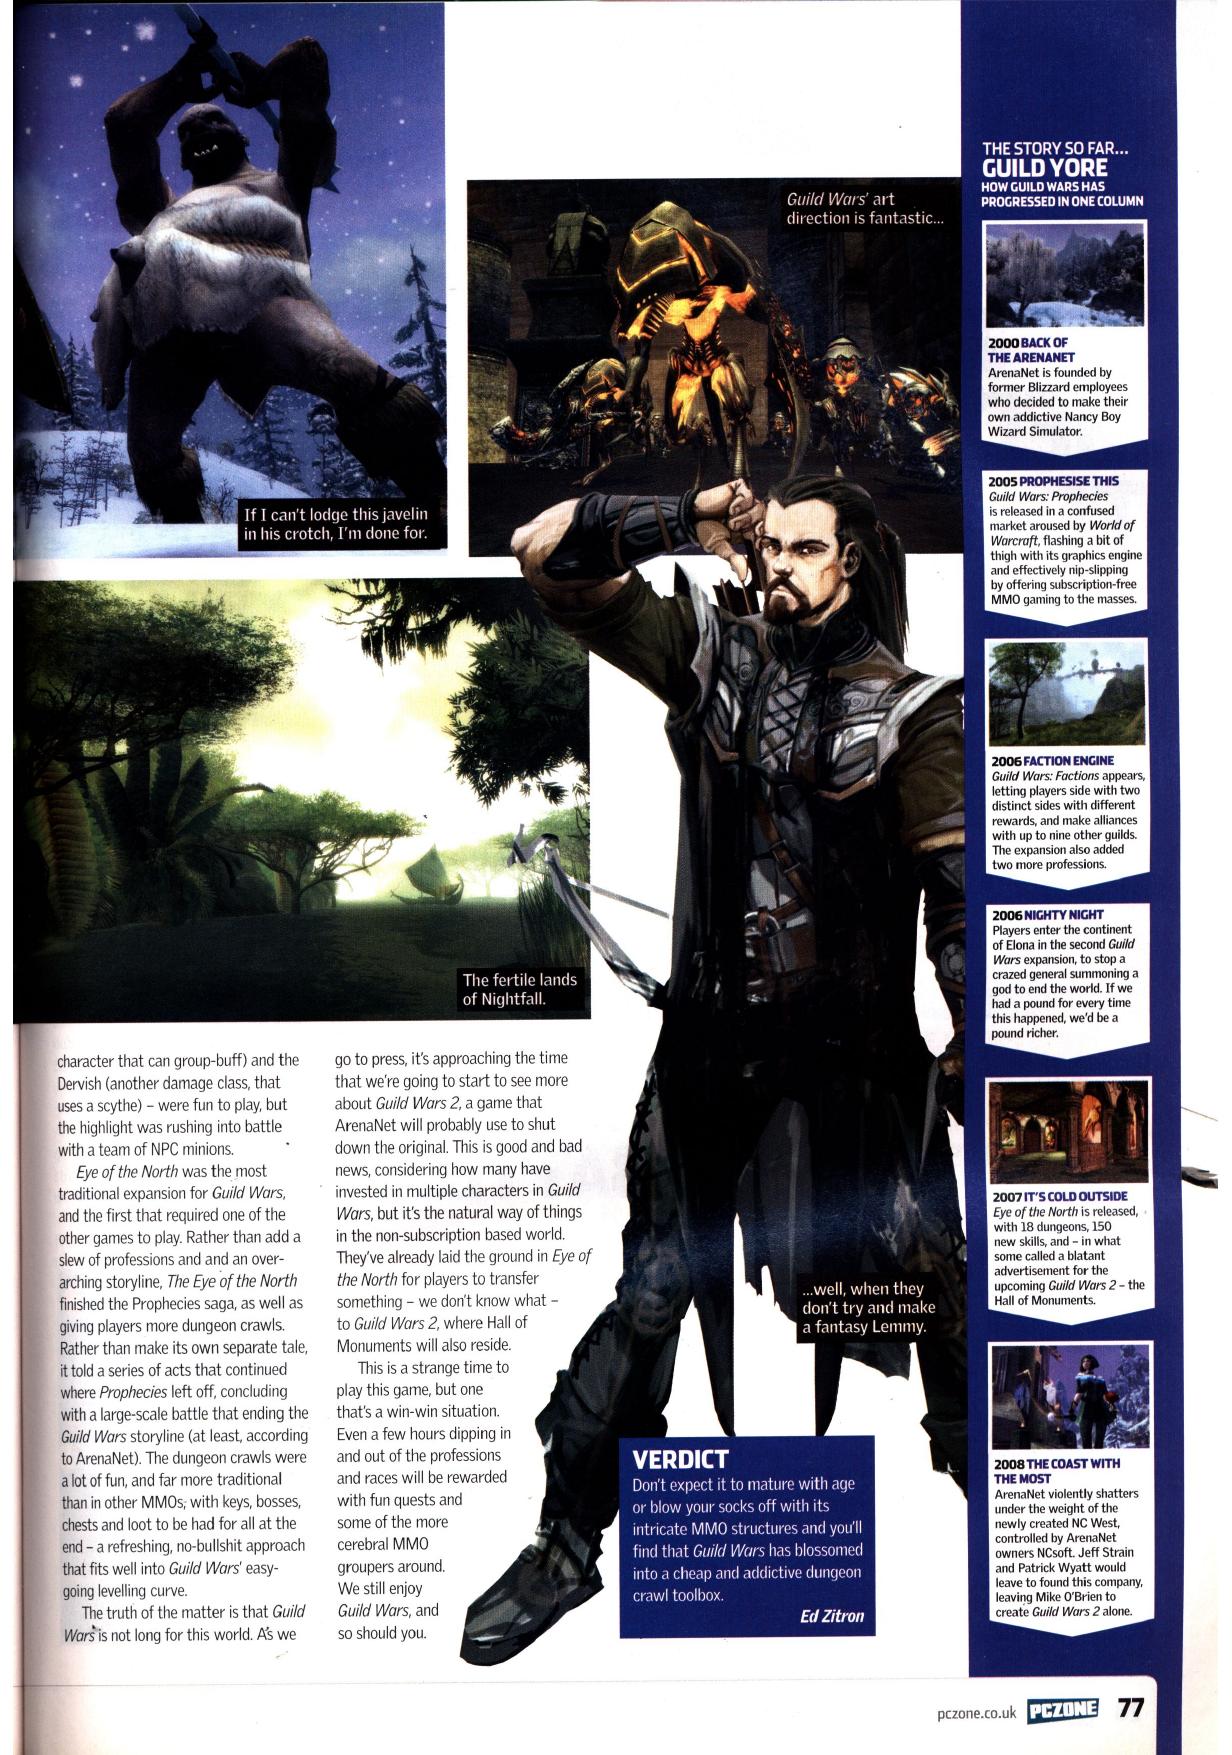 If I can't lodge this javelin
in his crotch, I'm done for.
Guild Wars' art
direction is fantastic...
The fertile lands
of Nightfall.
character that can group-buff) and the
Dervish (another damage class, that
uses a scythe) – were fun to play, but
the highlight was rushing into battle
with a team of NPC minions.
Eye of the North was the most
traditional expansion for Guild Wars,
and the first that required one of the
other games to play. Rather than add a
slew of professions and and an over-
arching storyline, The Eye of the North
finished the Prophecies saga, as well as
giving players more dungeon crawls.
Rather than make its own separate tale,
it told a series of acts that continued
where Prophecies left off, concluding
with a large-scale battle that ending the
Guild Wars storyline (at least, according
to ArenaNet). The dungeon crawls were
a lot of fun, and far more traditional
than in other MMOs, with keys, bosses,
chests and loot to be had for all at the
end – a refreshing, no-bullshit approach
that fits well into Guild Wars' easy-
going levelling curve.
The truth of the matter is that Guild
Wars is not long for this world. As we
go to press, it's approaching the time
that we're going to start to see more
about Guild Wars 2, a game that
ArenaNet will probably use to shut
down the original. This is good and bad
news, considering how many have
invested in multiple characters in Guild
Wars, but it's the natural way of things
in the non-subscription based world.
They've already laid the ground in Eye of
the North for players to transfer
something – we don't know what –
to Guild Wars 2, where Hall of
Monuments will also reside.
This is a strange time to
play this game, but one
that's a win-win situation.
Even a few hours dipping in
and out of the professions
and races will be rewarded
with fun quests and
some of the more
cerebral MMO
groupers around.
We still enjoy
Guild Wars, and
so should you.
...well, when they
don't try and make
a fantasy Lemmy.
VERDICT
Don't expect it to mature with age
or blow your socks off with its
intricate MMO structures and you'll
find that Guild Wars has blossomed
into a cheap and addictive dungeon
crawl toolbox.
Ed Zitron
THE STORY SO FAR...
GUILD YORE
HOW GUILD WARS HAS
PROGRESSED IN ONE COLUMN
2000 BACK OF
THE ARENANET
ArenaNet is founded by
former Blizzard employees
who decided to make their
own addictive Nancy Boy
Wizard Simulator.
2005 PROPHESISE THIS
Guild Wars: Prophecies
is released in a confused
market aroused by World of
Warcraft, flashing a bit of
thigh with its graphics engine
and effectively nip-slipping
by offering subscription-free
MMO gaming to the masses.
2006 FACTION ENGINE
Guild Wars: Factions appears,
letting players side with two
distinct sides with different
rewards, and make alliances
with up to nine other guilds.
The expansion also added
two more professions.
2006 NIGHTY NIGHT
Players enter the continent
of Elona in the second Guild
Wars expansion, to stop a
crazed general summoning a
god to end the world. If we
had a pound for every time
this happened, we'd be a
pound richer.
2007 IT'S COLD OUTSIDE
Eye of the North is released,
with 18 dungeons, 150
new skills, and – in what
some called a blatant
advertisement for the
upcoming Guild Wars 2 – the
Hall of Monuments.
2008 THE COAST WITH
THE MOST
ArenaNet violently shatters
under the weight of the
newly created NC West,
controlled by ArenaNet
owners NCsoft. Jeff Strain
and Patrick Wyatt would
leave to found this company,
leaving Mike O'Brien to
create Guild Wars 2 alone.
pczone.co.uk PCZONE 77